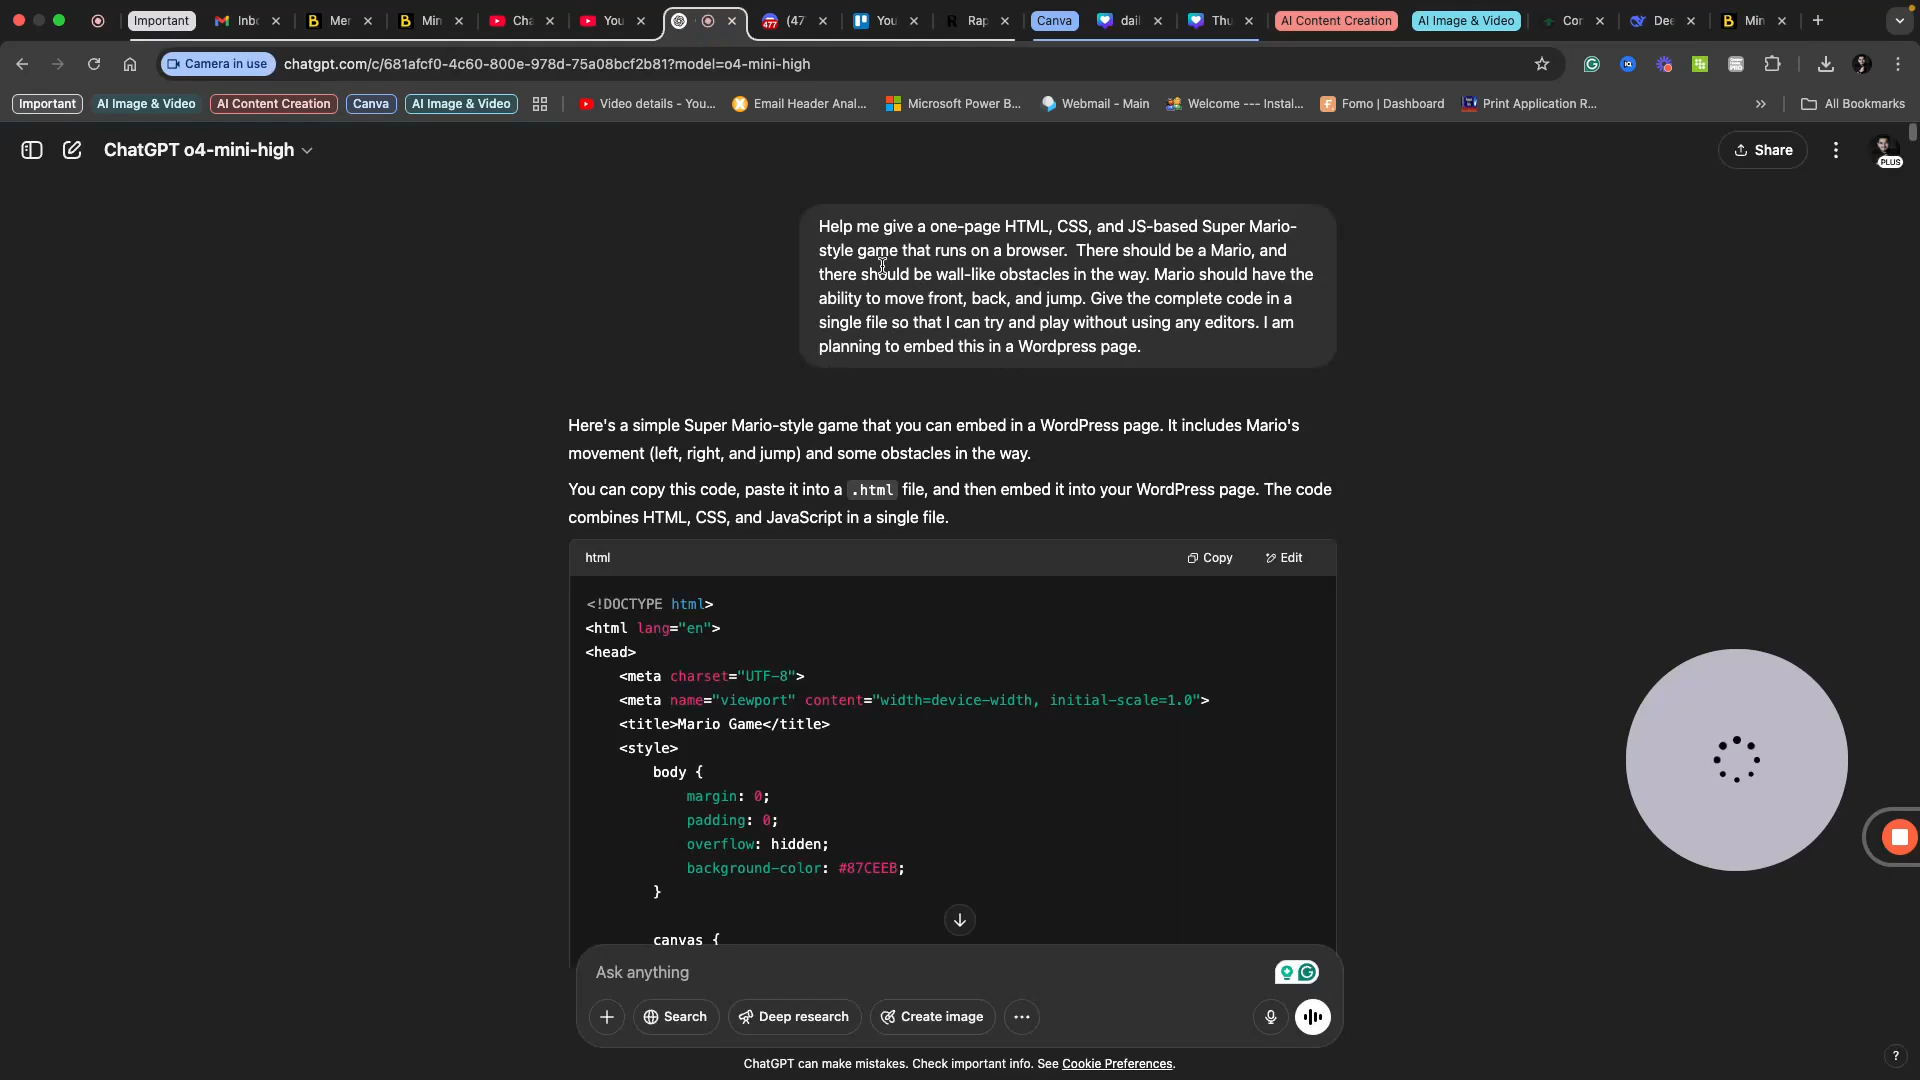 Important
Inb
Mer
Min
Cha
You
(47
You
Rap
Canva
dail
Thu
AI Content Creation
AI Image & Video
Cor
Dee
Min
Camera in use
chatgpt.com/c/681afcf0-4c60-800e-978d-75a08bcf2b81?model=o4-mini-high
Important
AI Image & Video
AI Content Creation
Canva
AI Image & Video
Video details - You...
Email Header Anal...
Microsoft Power B...
Webmail - Main
Welcome --- Instal...
Fomo | Dashboard
Print Application R...
All Bookmarks
ChatGPT o4-mini-high
Share
PLUS
Help me give a one-page HTML, CSS, and JS-based Super Mario-
style game that runs on a browser.  There should be a Mario, and
there should be wall-like obstacles in the way. Mario should have the
ability to move front, back, and jump. Give the complete code in a
single file so that I can try and play without using any editors. I am
planning to embed this in a Wordpress page.
Here's a simple Super Mario-style game that you can embed in a WordPress page. It includes Mario's
movement (left, right, and jump) and some obstacles in the way.
You can copy this code, paste it into a .html file, and then embed it into your WordPress page. The code
combines HTML, CSS, and JavaScript in a single file.
html
Copy
Edit
<!DOCTYPE html>
<html lang="en">
<head>
<meta charset="UTF-8">
<meta name="viewport" content="width=device-width, initial-scale=1.0">
<title>Mario Game</title>
<style>
body {
margin: 0;
padding: 0;
overflow: hidden;
background-color: #87CEEB;
}
canvas {
Ask anything
Search
Deep research
Create image
ChatGPT can make mistakes. Check important info. See Cookie Preferences.
?